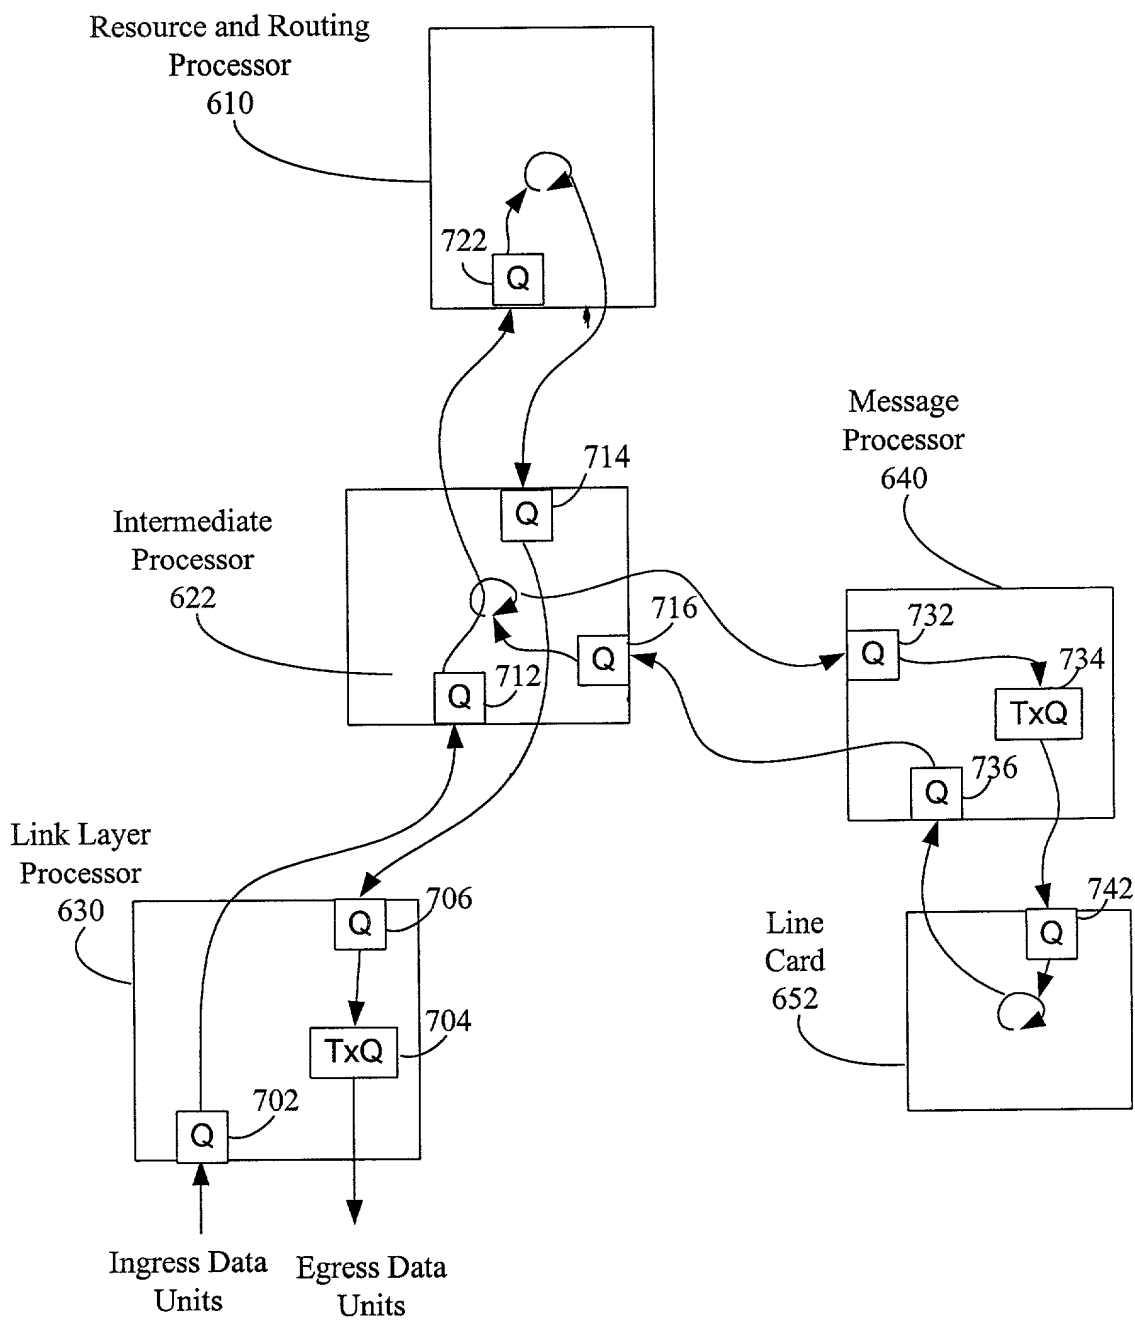 Resource and Routing
Processor
610
722
Q
Message
Processor
640
714
Q
Intermediate
Processor
622
716
Q
712
Q
732
Q
734
TxQ
736
Q
Link Layer
Processor
630
706
Q
704
TxQ
702
Q
Line
Card
652
742
Q
Ingress Data
Units
Egress Data
Units